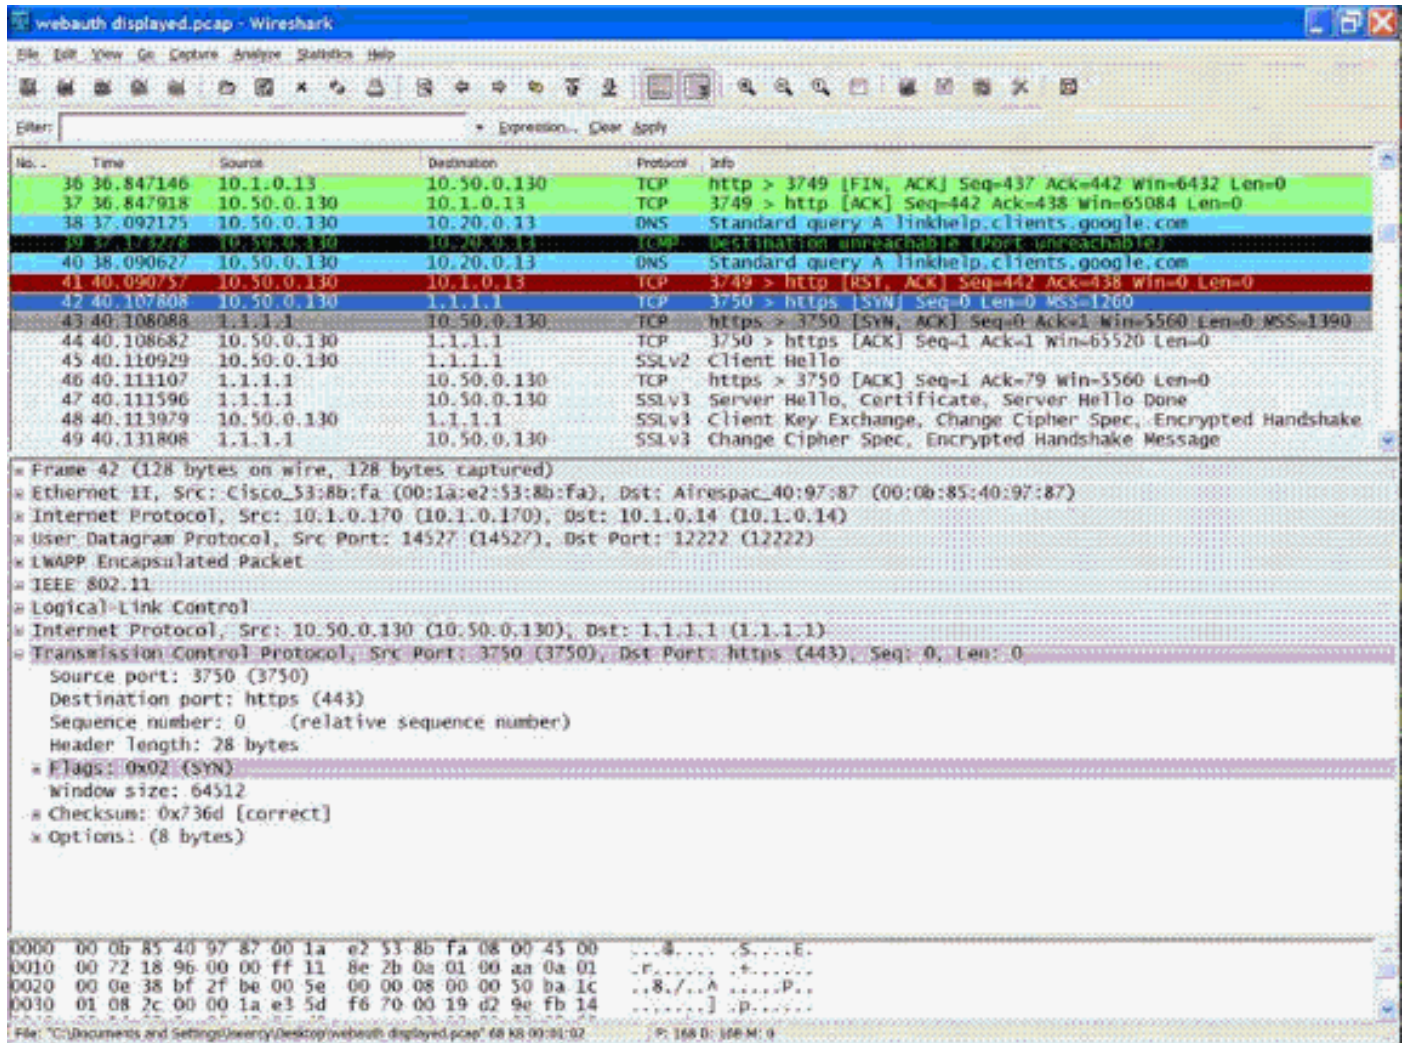 webauth displayed.pcap - Wireshark
File Edit View Go Capture Analyze Statistics Help
Filter: Expression... Clear Apply
No. . Time Source Destination Protocol Info
36 36.847146 10.1.0.13 10.50.0.130 TCP http > 3749 [FIN, ACK] Seq=437 Ack=442 Win=6432 Len=0
37 36.847918 10.50.0.130 10.1.0.13 TCP 3749 > http [ACK] Seq=442 Ack=438 Win=65084 Len=0
38 37.092125 10.50.0.130 10.20.0.13 DNS Standard query A linkhelp.clients.google.com
39 37.173278 10.50.0.130 10.20.0.13 ICMP Destination unreachable (Port unreachable)
40 38.090627 10.50.0.130 10.20.0.13 DNS Standard query A linkhelp.clients.google.com
41 40.090757 10.50.0.130 10.1.0.13 TCP 3749 > http [RST, ACK] Seq=442 Ack=438 Win=0 Len=0
42 40.107808 10.50.0.130 1.1.1.1 TCP 3750 > https [SYN] Seq=0 Len=0 MSS=1260
43 40.108088 1.1.1.1 10.50.0.130 TCP https > 3750 [SYN, ACK] Seq=0 Ack=1 Win=5560 Len=0 MSS=1390
44 40.108682 10.50.0.130 1.1.1.1 TCP 3750 > https [ACK] Seq=1 Ack=1 Win=65520 Len=0
45 40.110929 10.50.0.130 1.1.1.1 SSLv2 Client Hello
46 40.111107 1.1.1.1 10.50.0.130 TCP https > 3750 [ACK] Seq=1 Ack=79 Win=5560 Len=0
47 40.111596 1.1.1.1 10.50.0.130 SSLv3 Server Hello, Certificate, Server Hello Done
48 40.113979 10.50.0.130 1.1.1.1 SSLv3 Client Key Exchange, Change Cipher Spec, Encrypted Handshake
49 40.131808 1.1.1.1 10.50.0.130 SSLv3 Change Cipher Spec, Encrypted Handshake Message
Frame 42 (128 bytes on wire, 128 bytes captured)
Ethernet II, Src: Cisco_53:8b:fa (00:1a:e2:53:8b:fa), Dst: Airespac_40:97:87 (00:0b:85:40:97:87)
Internet Protocol, Src: 10.1.0.170 (10.1.0.170), Dst: 10.1.0.14 (10.1.0.14)
User Datagram Protocol, Src Port: 14527 (14527), Dst Port: 12222 (12222)
LWAPP Encapsulated Packet
IEEE 802.11
Logical-Link Control
Internet Protocol, Src: 10.50.0.130 (10.50.0.130), Dst: 1.1.1.1 (1.1.1.1)
Transmission Control Protocol, Src Port: 3750 (3750), Dst Port: https (443), Seq: 0, Len: 0
Source port: 3750 (3750)
Destination port: https (443)
Sequence number: 0 (relative sequence number)
Header length: 28 bytes
Flags: 0x02 (SYN)
Window size: 64512
Checksum: 0x736d [correct]
Options: (8 bytes)
0000 00 0b 85 40 97 87 00 1a e2 53 8b fa 08 00 45 00 ...@.... .S....E.
0010 00 72 18 96 00 00 ff 11 8e 2b 0a 01 00 aa 0a 01 .r...... .+......
0020 00 0e 38 bf 2f be 00 5e 00 00 08 00 00 50 ba 1c ..8./..^ .....P..
0030 01 08 2c 00 00 1a e3 5d f6 70 00 19 d2 9e fb 14 ..,....] .p......
displayed.pcap" 68 KB 00:01:02
P: 168 D: 168 M: 0